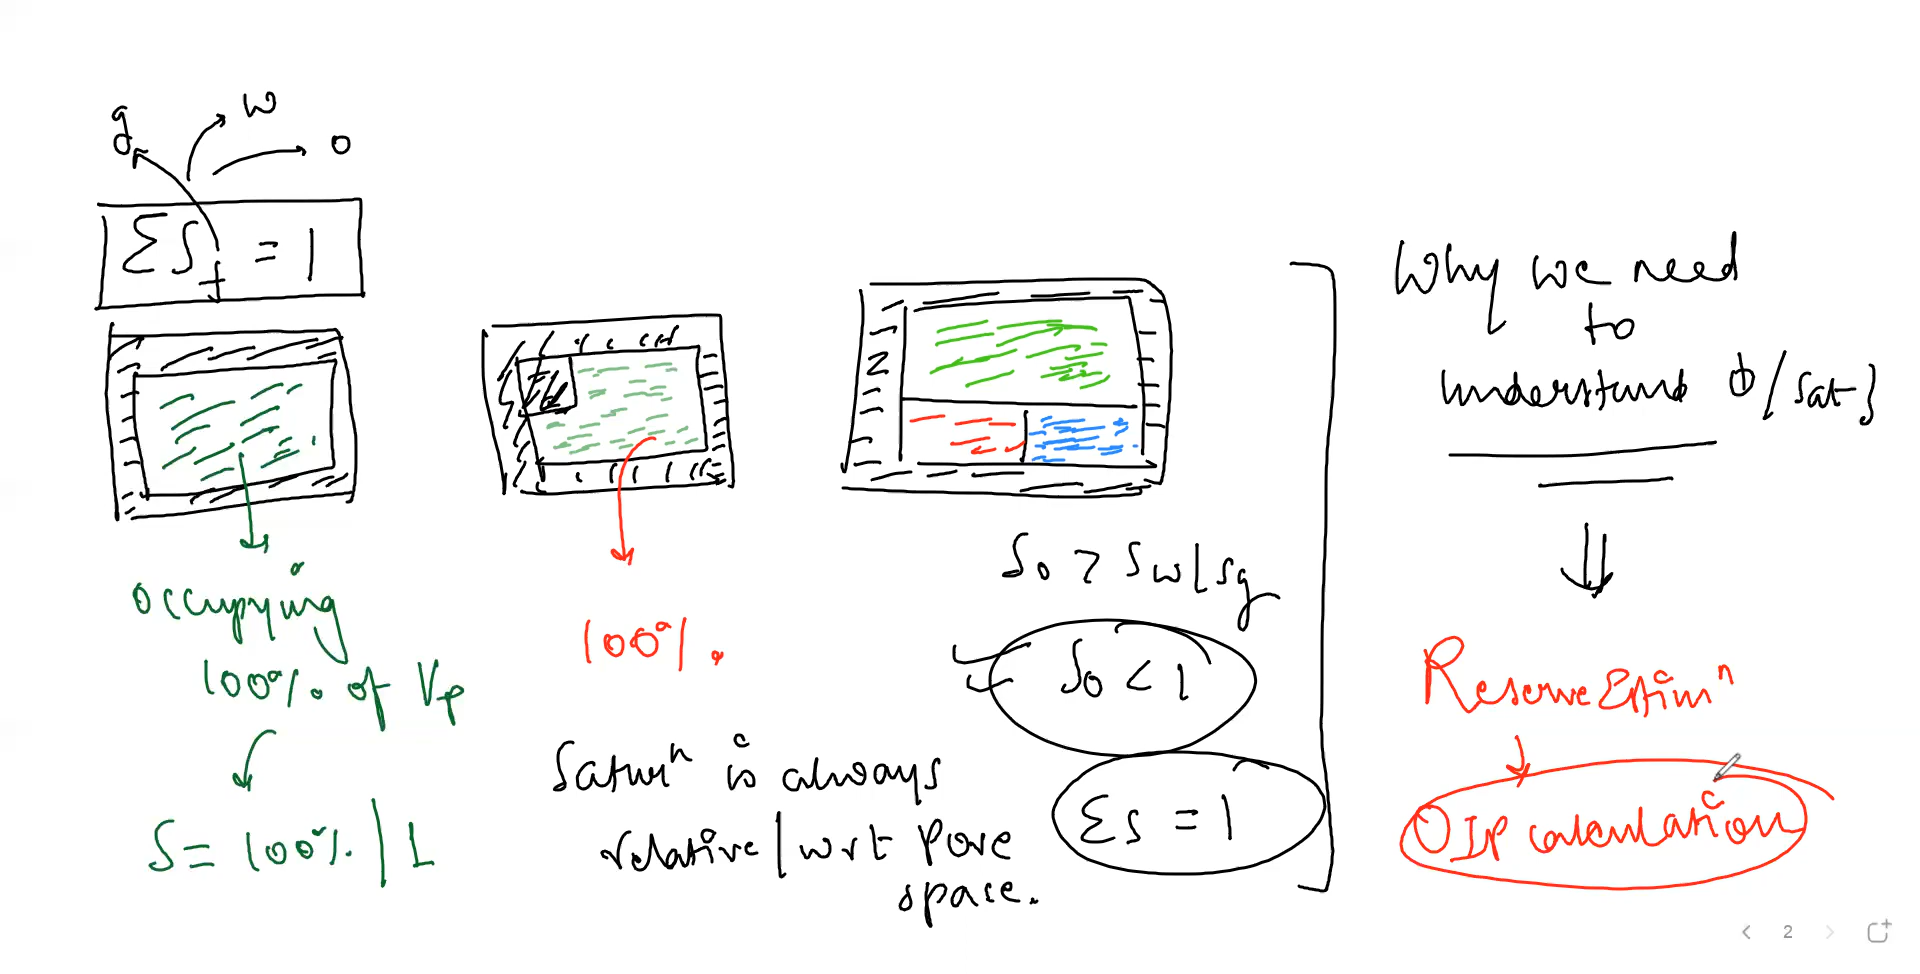 g
w
o
ΣSf = 1
occupying
100% of Vp
S = 100% | 1
100%.
Saturⁿ is always
relative | wrt Pore
space.
So > Sw | Sg
So < 1
ΣS = 1
Why we need
to
understand ϕ / Sat }
Reserve Estimⁿ
OIP calculation
2